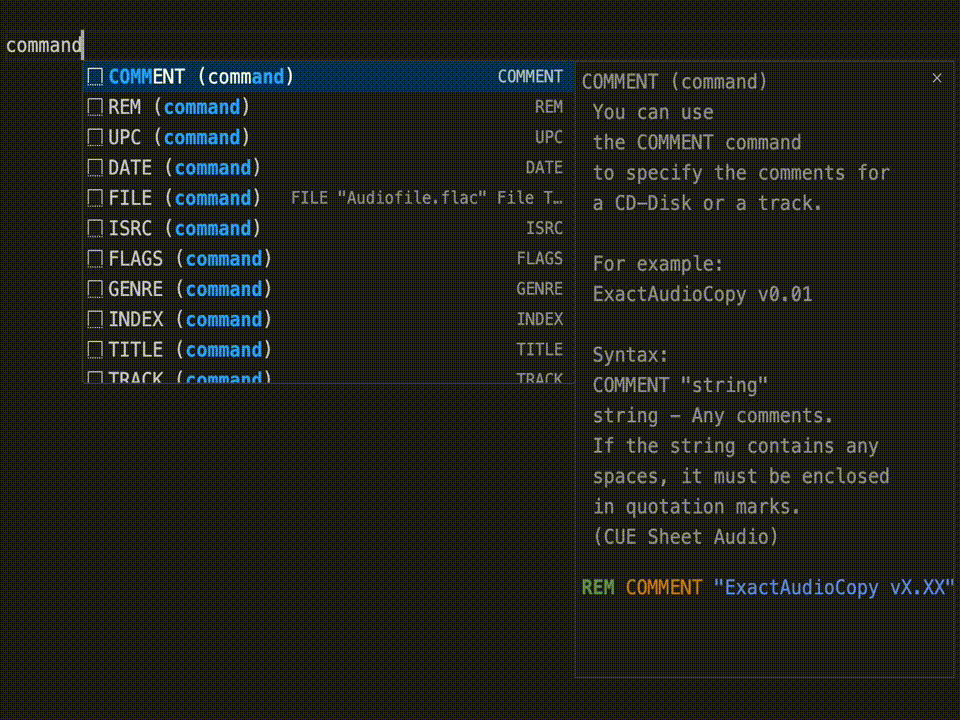 command
COMMENT (command) COMMENT
REM (command) REM
UPC (command) UPC
DATE (command) DATE
FILE (command) FILE "Audiofile.flac" File T…
ISRC (command) ISRC
FLAGS (command) FLAGS
GENRE (command) GENRE
INDEX (command) INDEX
TITLE (command) TITLE
TRACK (command) TRACK
COMMENT (command) ×
You can use
the COMMENT command
to specify the comments for
a CD-Disk or a track.
For example:
ExactAudioCopy v0.01
Syntax:
COMMENT "string"
string – Any comments.
If the string contains any
spaces, it must be enclosed
in quotation marks.
(CUE Sheet Audio)
REM COMMENT "ExactAudioCopy vX.XX"